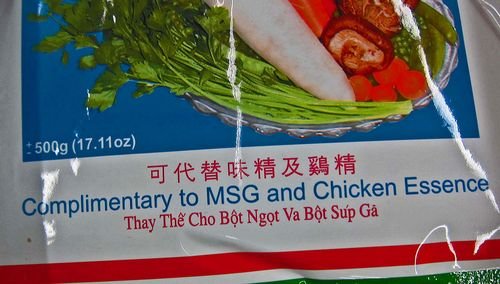 ± 500g (17.11oz)
可代替味精及鷄精
Complimentary to MSG and Chicken Essence
Thay Thế Cho Bột Ngọt Va Bột Súp Gà